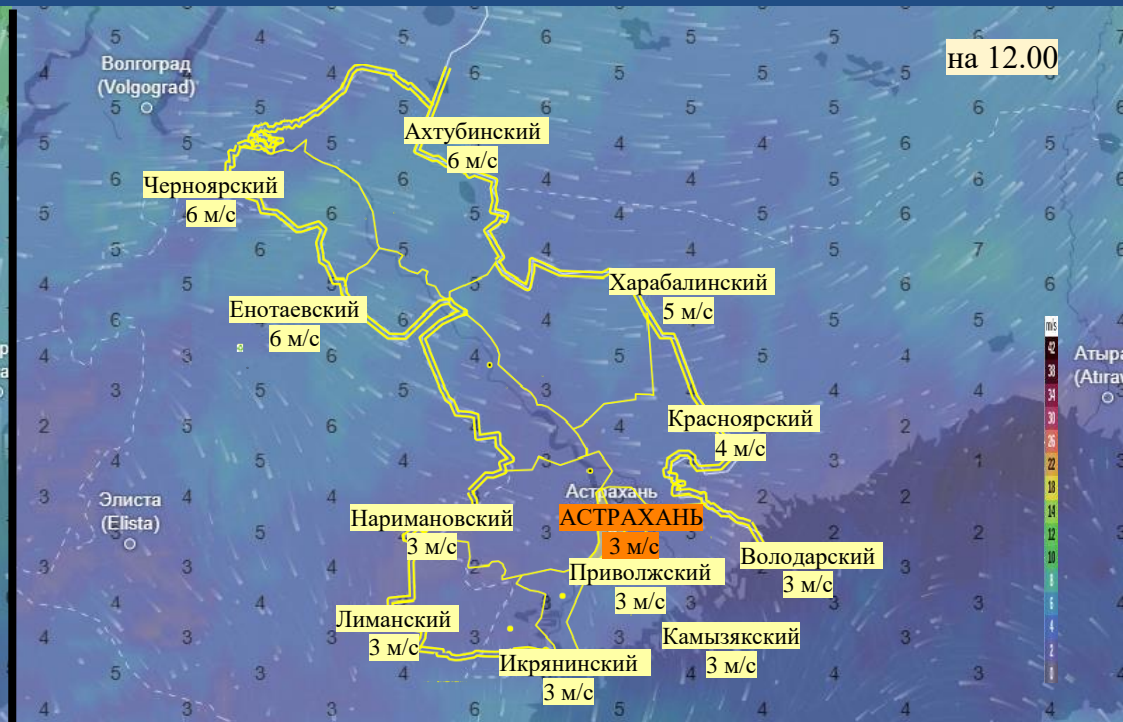 на 12.00
Волгоград
(Volgograd)
Ахтубинский
6 м/с
Черноярский
6 м/с
Харабалинский
5 м/с
Енотаевский
6 м/с
m/s
42
38
34
30
26
22
18
14
12
10
8
6
4
2
0
Атыра
(Atıraw
Красноярский
4 м/с
Элиста
(Elista)
Астрахань
Наримановский
3 м/с
АСТРАХАНЬ
3 м/с
Володарский
3 м/с
Приволжский
3 м/с
Лиманский
3 м/с
Камызякский
3 м/с
Икрянинский
3 м/с